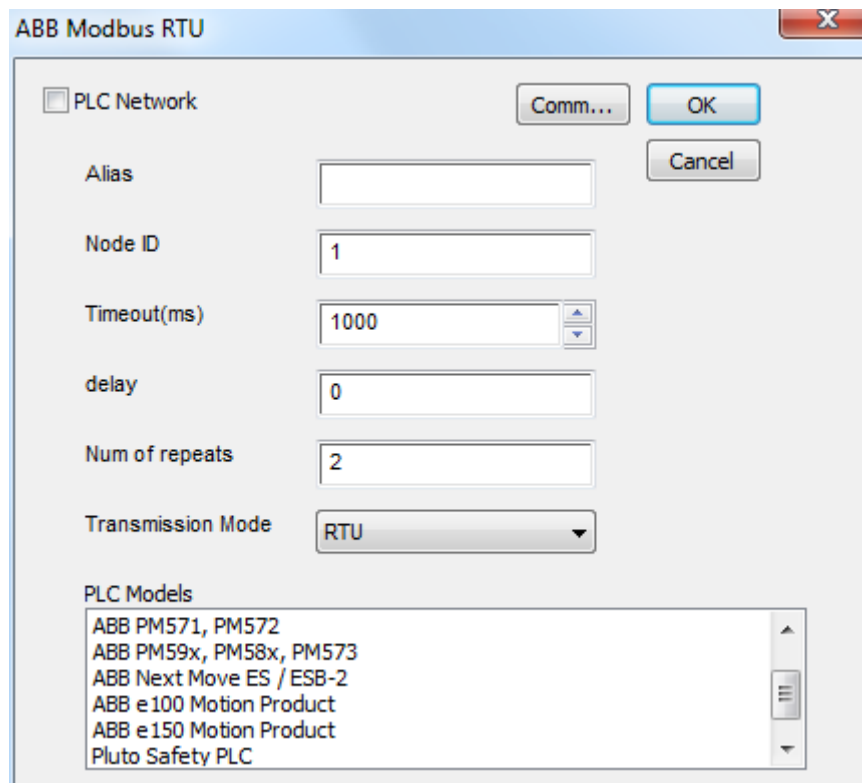 ABB Modbus RTU
PLC Network
Comm...
OK
Cancel
Alias
Node ID
1
Timeout(ms)
1000
delay
0
Num of repeats
2
Transmission Mode
RTU
PLC Models
ABB PM571, PM572
ABB PM59x, PM58x, PM573
ABB Next Move ES / ESB-2
ABB e100 Motion Product
ABB e150 Motion Product
Pluto Safety PLC